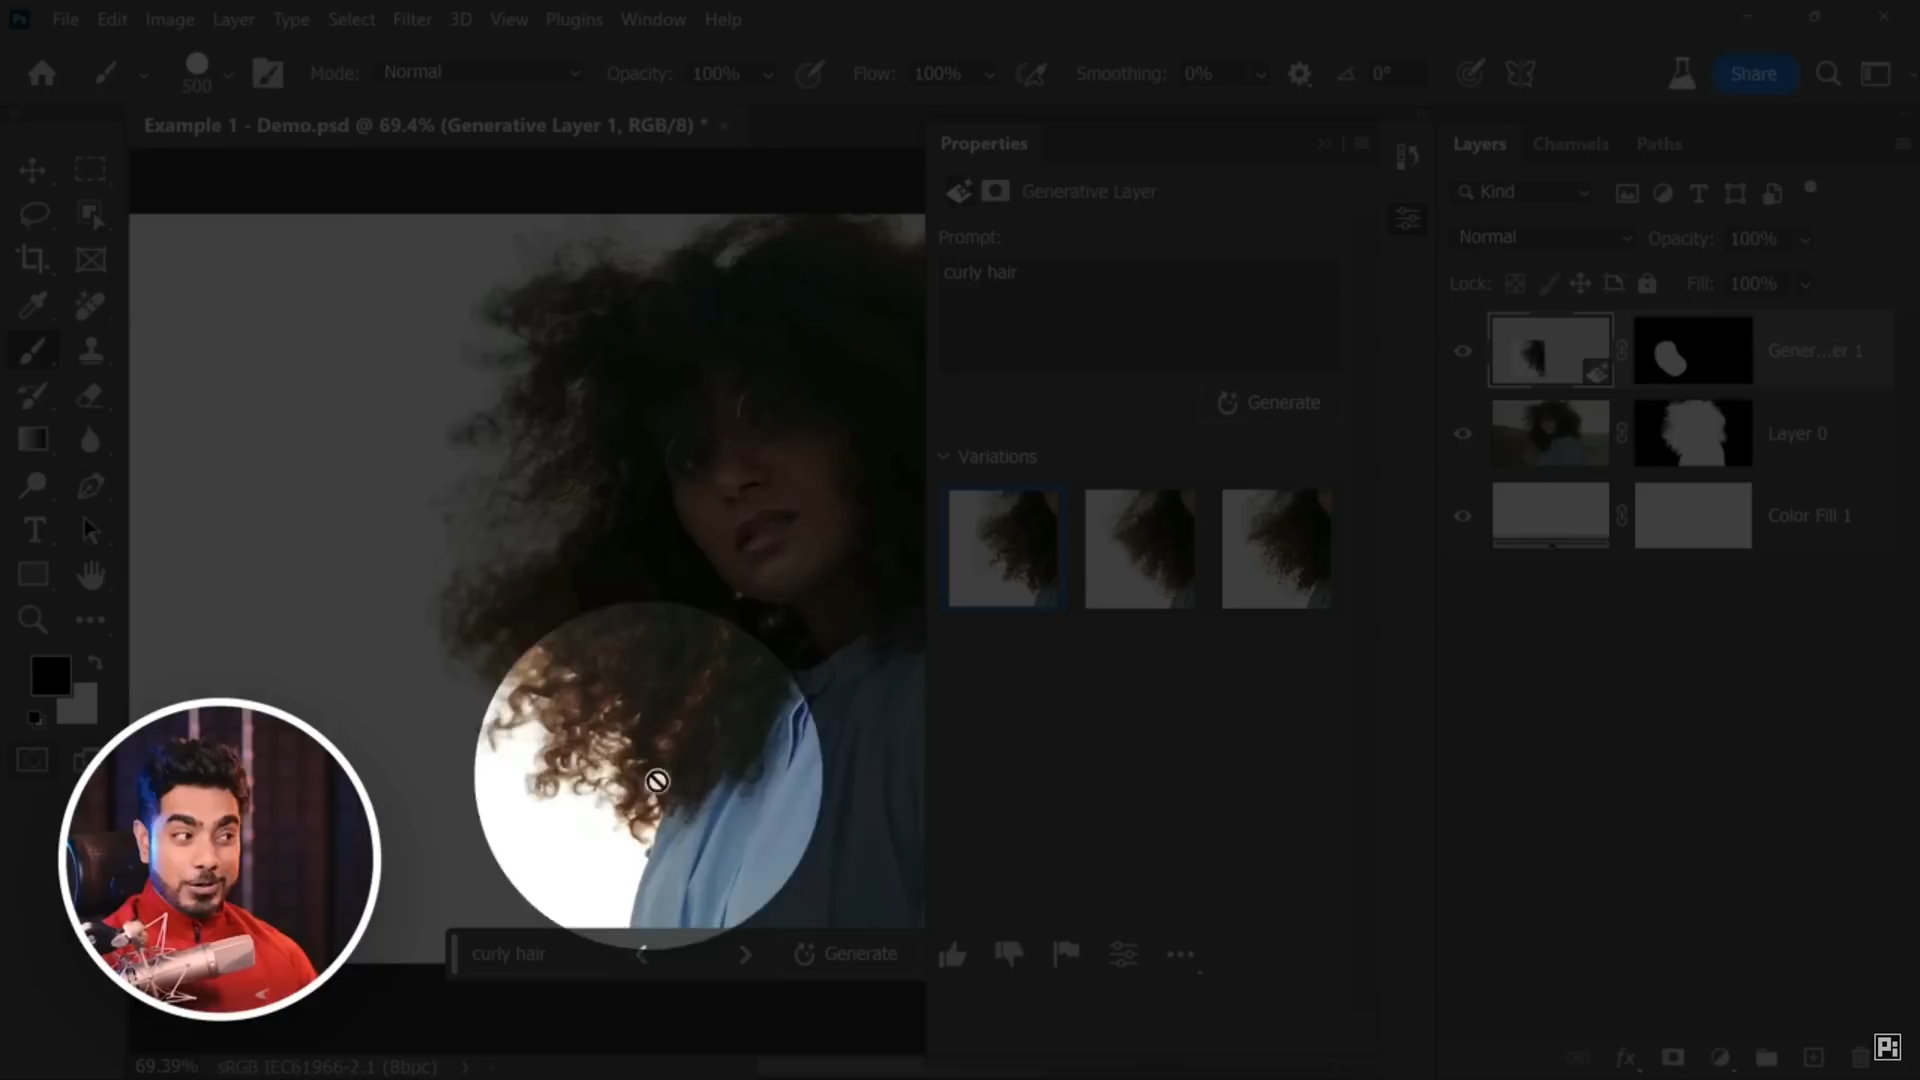 Ps File Edit Image Layer Type Select Filter 3D View Plugins Window Help
500 Mode: Normal Opacity: 100% Flow: 100% Smoothing: 0% 0° Share
Example 1 - Demo.psd @ 69.4% (Generative Layer 1, RGB/8) *
Properties
Generative Layer
Prompt:
curly hair
Generate
Variations
Layers Channels Paths
Kind
Normal Opacity: 100%
Lock: Fill: 100%
Gener...er 1
Layer 0
Color Fill 1
curly hair Generate
69.39% sRGB IEC61966-2.1 (8bpc)
Pi